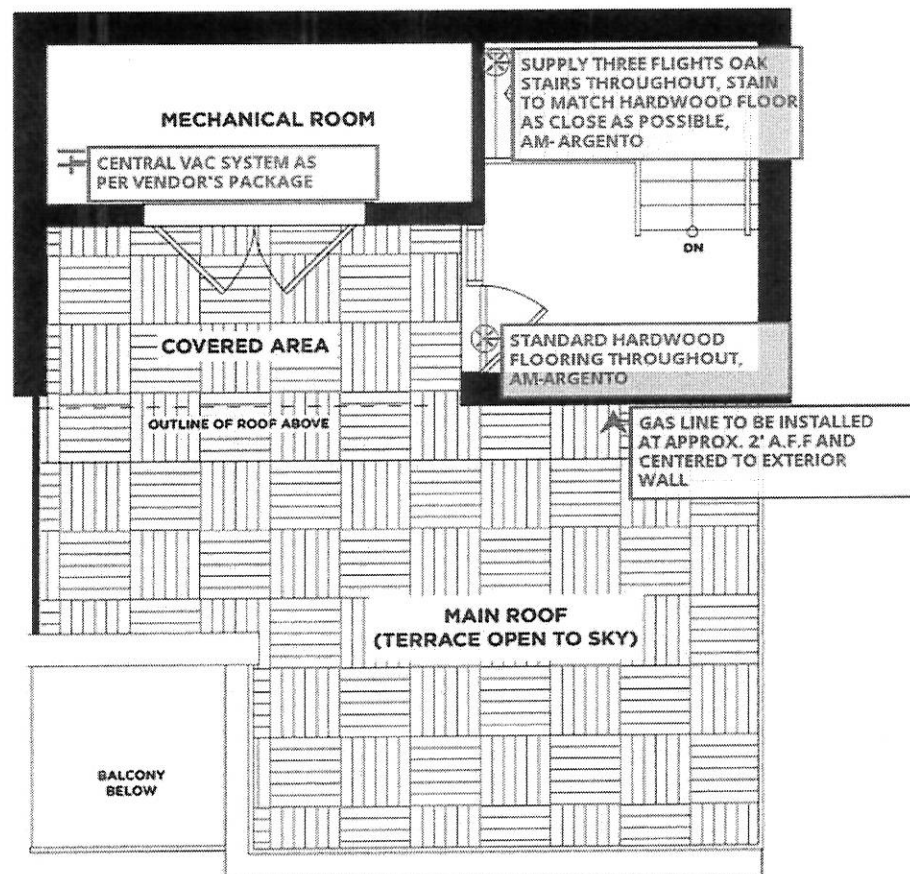 SUPPLY THREE FLIGHTS OAK
STAIRS THROUGHOUT, STAIN
TO MATCH HARDWOOD FLOOR
AS CLOSE AS POSSIBLE,
AM- ARGENTO
MECHANICAL ROOM
CENTRAL VAC SYSTEM AS
PER VENDOR'S PACKAGE
DN
COVERED AREA
STANDARD HARDWOOD
FLOORING THROUGHOUT,
AM-ARGENTO
OUTLINE OF ROOF ABOVE
GAS LINE TO BE INSTALLED
AT APPROX. 2' A.F.F AND
CENTERED TO EXTERIOR
WALL
MAIN ROOF
(TERRACE OPEN TO SKY)
BALCONY
BELOW